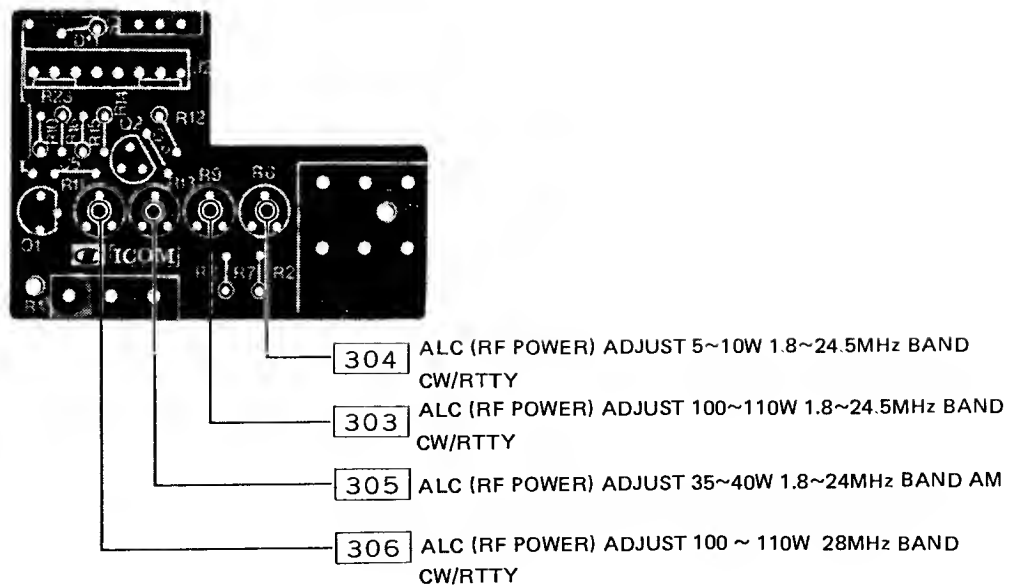 R23
R14
R12
Q2
R11
R13
R9
R6
Q1
ICOM
R7
R2
304 ALC (RF POWER) ADJUST 5~10W 1.8~24.5MHz BAND
CW/RTTY
303 ALC (RF POWER) ADJUST 100~110W 1.8~24.5MHz BAND
CW/RTTY
305 ALC (RF POWER) ADJUST 35~40W 1.8~24MHz BAND AM
306 ALC (RF POWER) ADJUST 100 ~ 110W 28MHz BAND
CW/RTTY